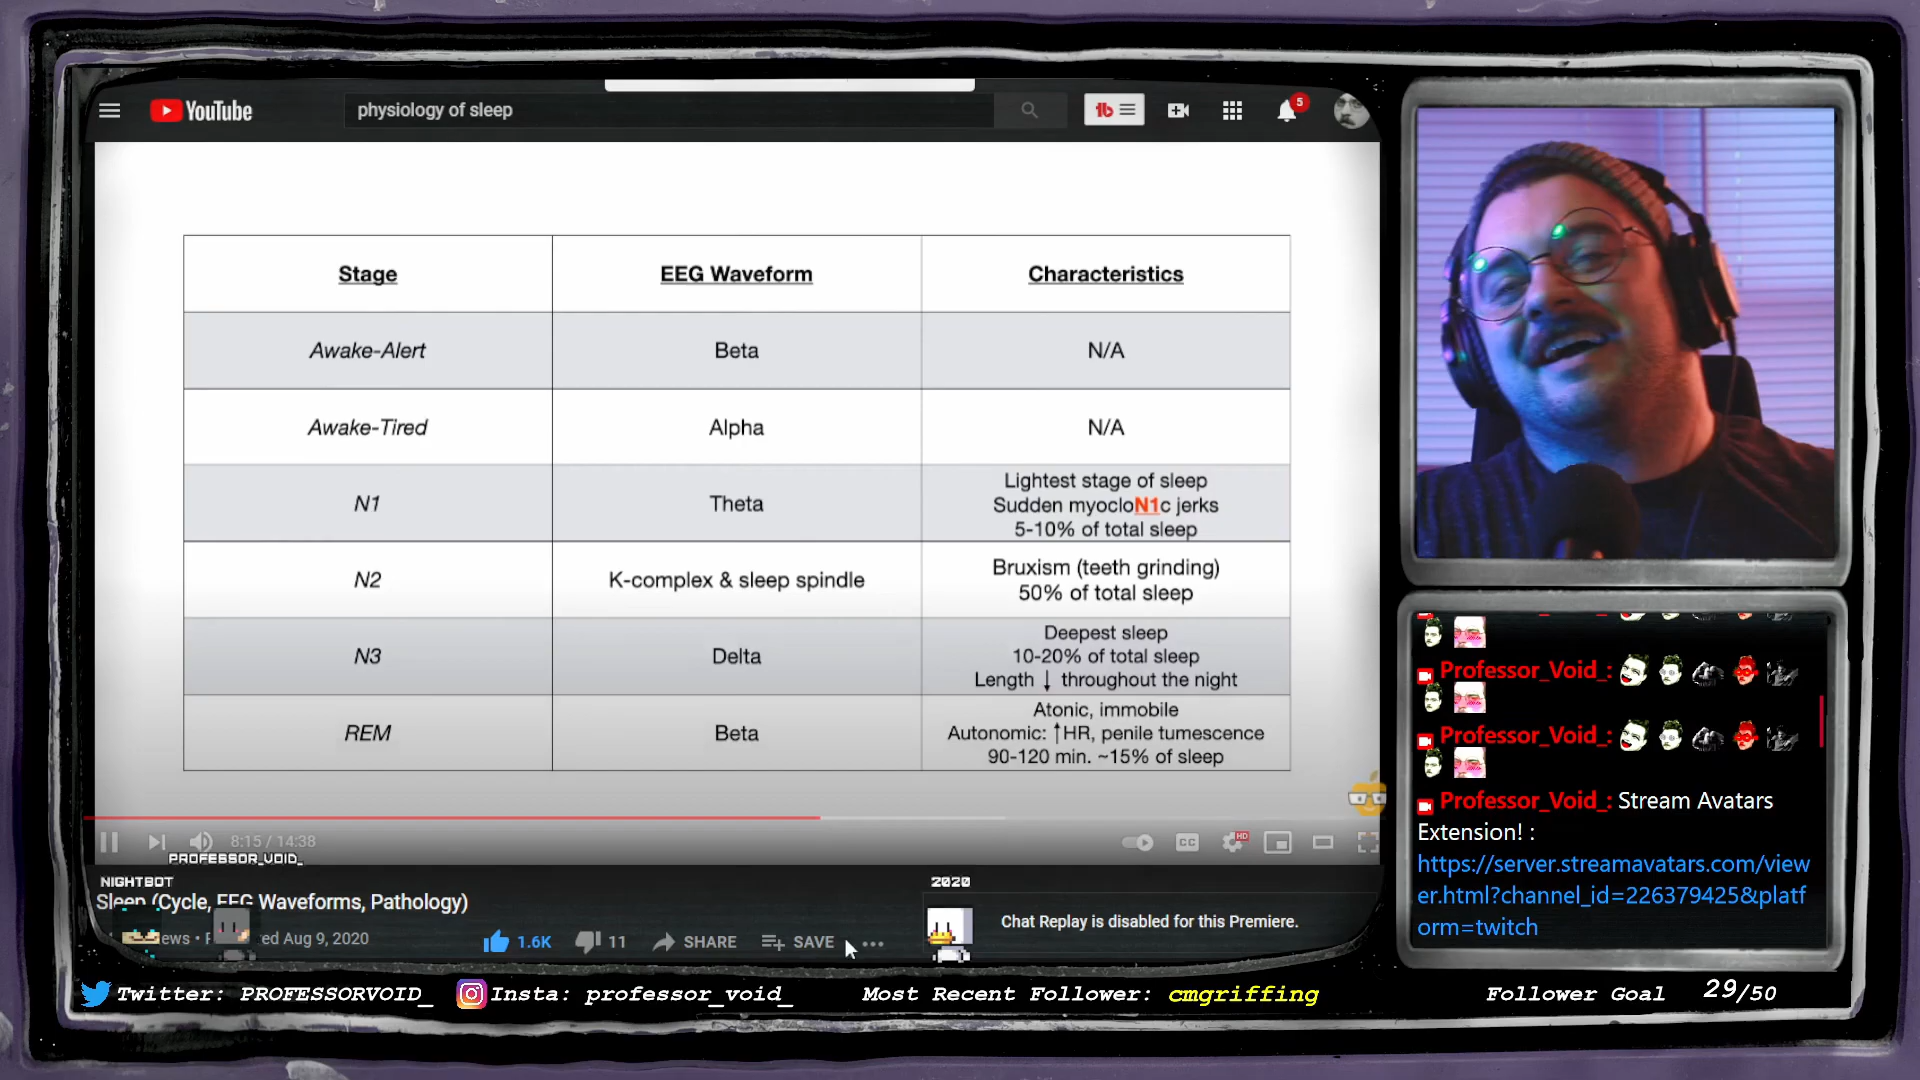 YouTube
physiology of sleep
5
Stage
EEG Waveform
Characteristics
Awake-Alert
Beta
N/A
Awake-Tired
Alpha
N/A
N1
Theta
Lightest stage of sleep
Sudden myocloN1c jerks
5-10% of total sleep
N2
K-complex & sleep spindle
Bruxism (teeth grinding)
50% of total sleep
N3
Delta
Deepest sleep
10-20% of total sleep
Length ↓ throughout the night
REM
Beta
Atonic, immobile
Autonomic: ↑HR, penile tumescence
90-120 min. ~15% of sleep
8:15 / 14:38
CC
HD
PROFESSOR_VOID_
NIGHTBOT
2020
Sleep (Cycle, EEG Waveforms, Pathology)
Aug 9, 2020
1.6K
11
SHARE
SAVE
Chat Replay is disabled for this Premiere.
Professor_Void_:
Professor_Void_:
Professor_Void_: Stream Avatars
Extension! :
https://server.streamavatars.com/view
er.html?channel_id=226379425&platf
orm=twitch
Twitter: PROFESSORVOID_
Insta: professor_void_
Most Recent Follower: cmgriffing
Follower Goal 29/50